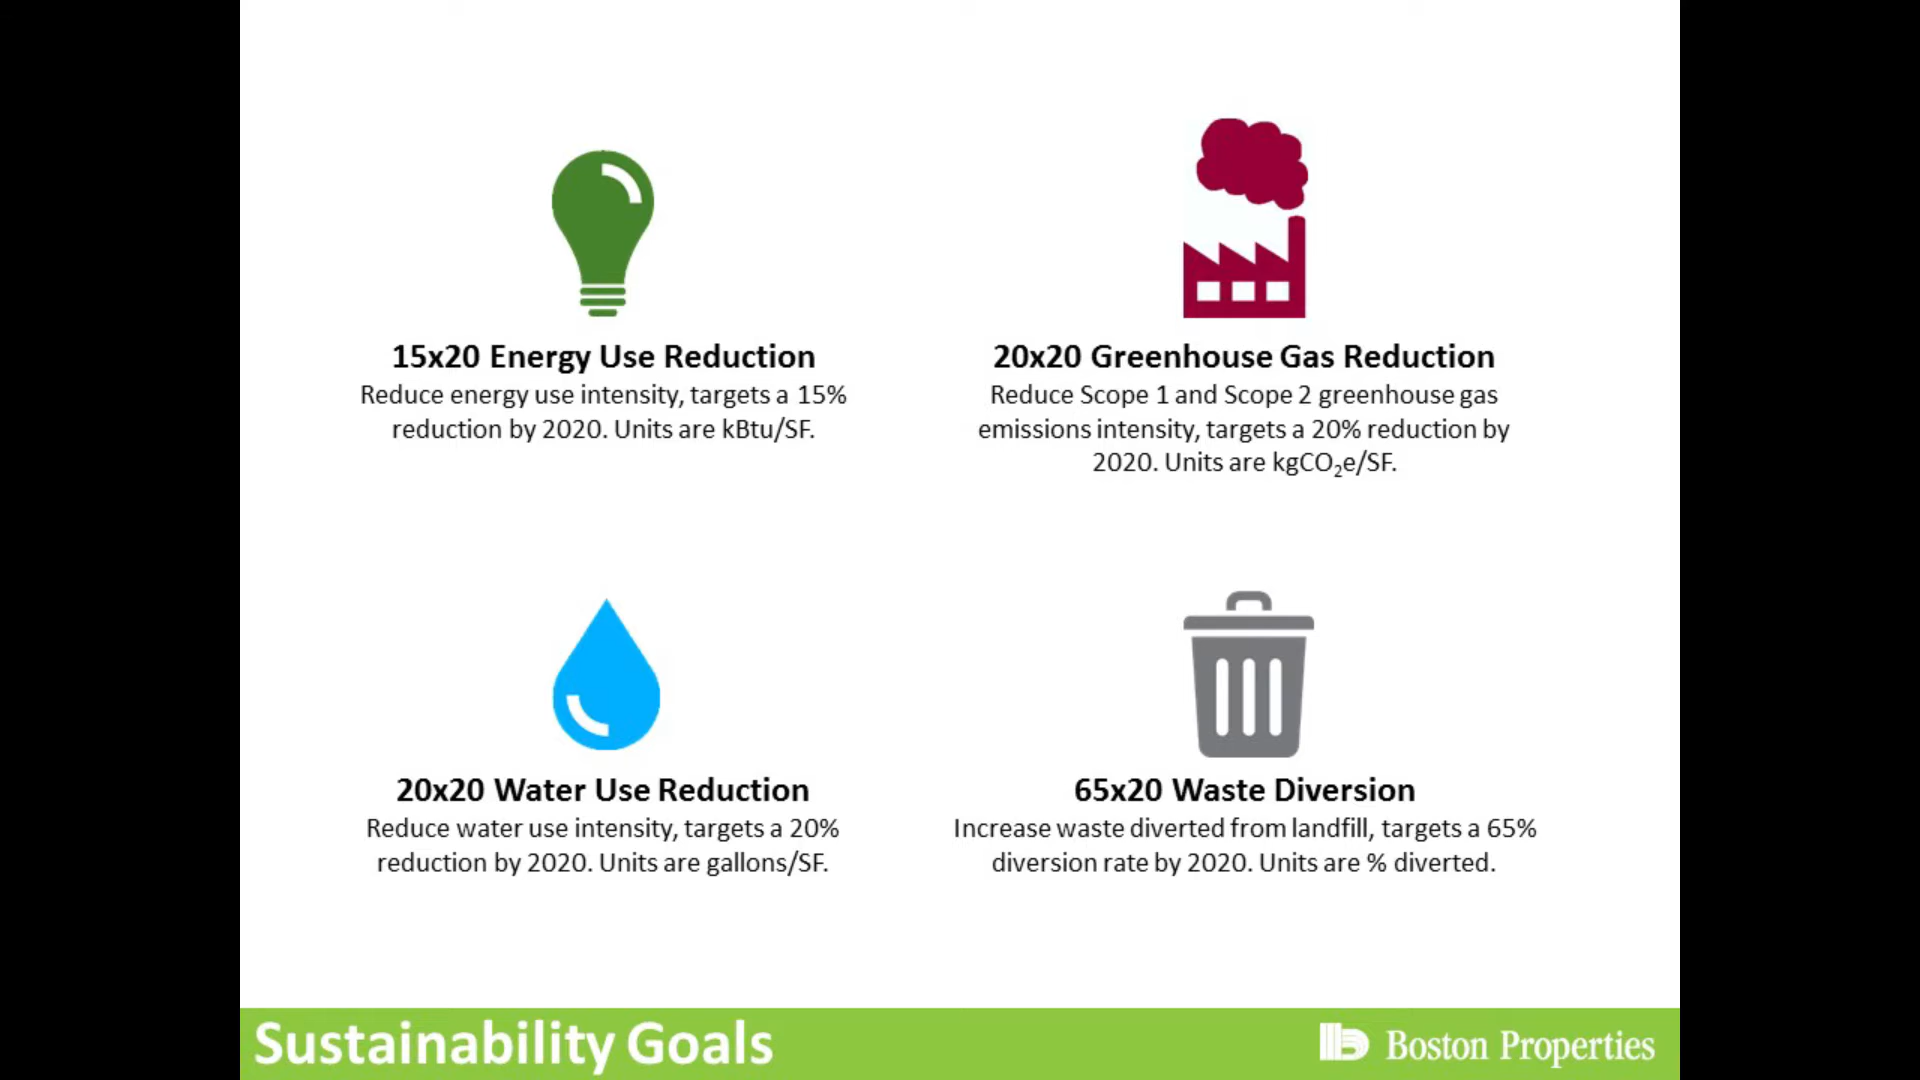 15x20 Energy Use Reduction
Reduce energy use intensity, targets a 15%
reduction by 2020. Units are kBtu/SF.
20x20 Greenhouse Gas Reduction
Reduce Scope 1 and Scope 2 greenhouse gas
emissions intensity, targets a 20% reduction by
2020. Units are kgCO₂e/SF.
20x20 Water Use Reduction
Reduce water use intensity, targets a 20%
reduction by 2020. Units are gallons/SF.
65x20 Waste Diversion
Increase waste diverted from landfill, targets a 65%
diversion rate by 2020. Units are % diverted.
Sustainability Goals
Boston Properties